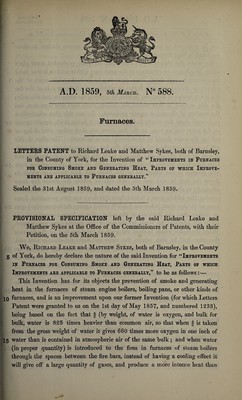 A.D. 1859, 5th MARCH. N° 588.
Furnaces.
LETTERS PATENT to Richard Leake and Matthew Sykes, both of Barnsley,
in the County of York, for the Invention of “IMPROVEMENTS IN FURNACES
FOR CONSUMING SMOKE AND GENERATING HEAT, PARTS OF WHICH IMPROVE-
MENTS ARE APPLICABLE TO FURNACES GENERALLY.”
Sealed the 31st August 1859, and dated the 5th March 1859.
PROVISIONAL SPECIFICATION left by the said Richard Leake and
Matthew Sykes at the Office of the Commissioners of Patents, with their
Petition, on the 5th March 1859.
We, RICHARD LEAKE and MATTHEW SYKES, both of Barnsley, in the County
5 of York, do hereby declare the nature of the said Invention for “IMPROVEMENTS
IN FURNACES FOR CONSUMING SMOKE AND GENERATING HEAT, PARTS OF WHICH
IMPROVEMENTS ARE APPLICABLE TO FURNACES GENERALLY,” to be as follows:—
This Invention has for its objects the prevention of smoke and generating
heat in the furnaces of steam engine boilers, boiling pans, or other kinds of
10 furnaces, and is an improvement upon our former Invention (for which Letters
Patent were granted to us on the 1st day of May 1857, and numbered 1233),
being based on the fact that (by weight, of water is oxygen, and bulk for
bulk, water is 823 times heavier than common air, so that when is taken
from the gross weight of water it gives 660 times more oxygen in one inch of
15 water than is contained in atmospheric air of the same bulk; and when water
(in proper quantity) is introduced to the fires in furnaces of steam boilers
through the spaces between the fire bars, instead of having a cooling effect it
will give off a large quantity of gases, and produce a more intense heat than